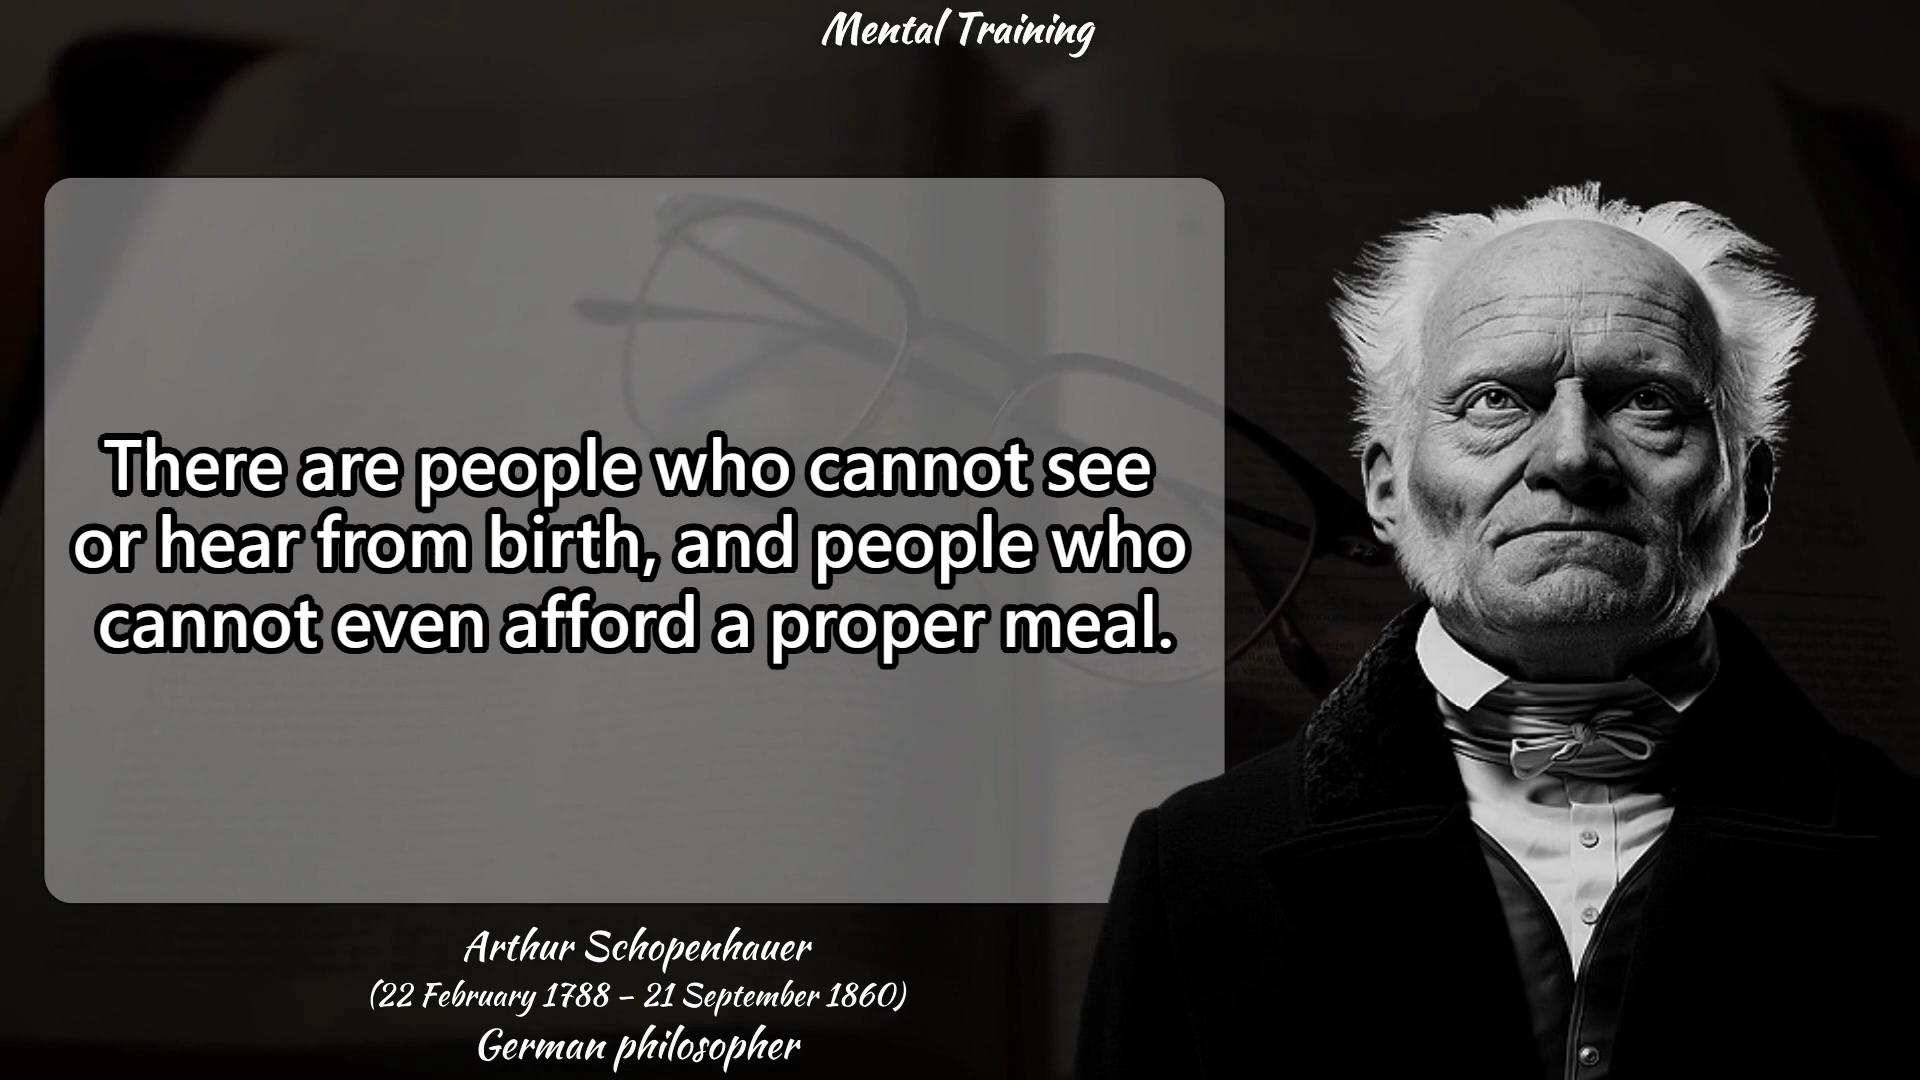 Mental Training
There are people who cannot see
or hear from birth, and people who
cannot even afford a proper meal.
Arthur Schopenhauer
(22 February 1788 – 21 September 1860)
German philosopher